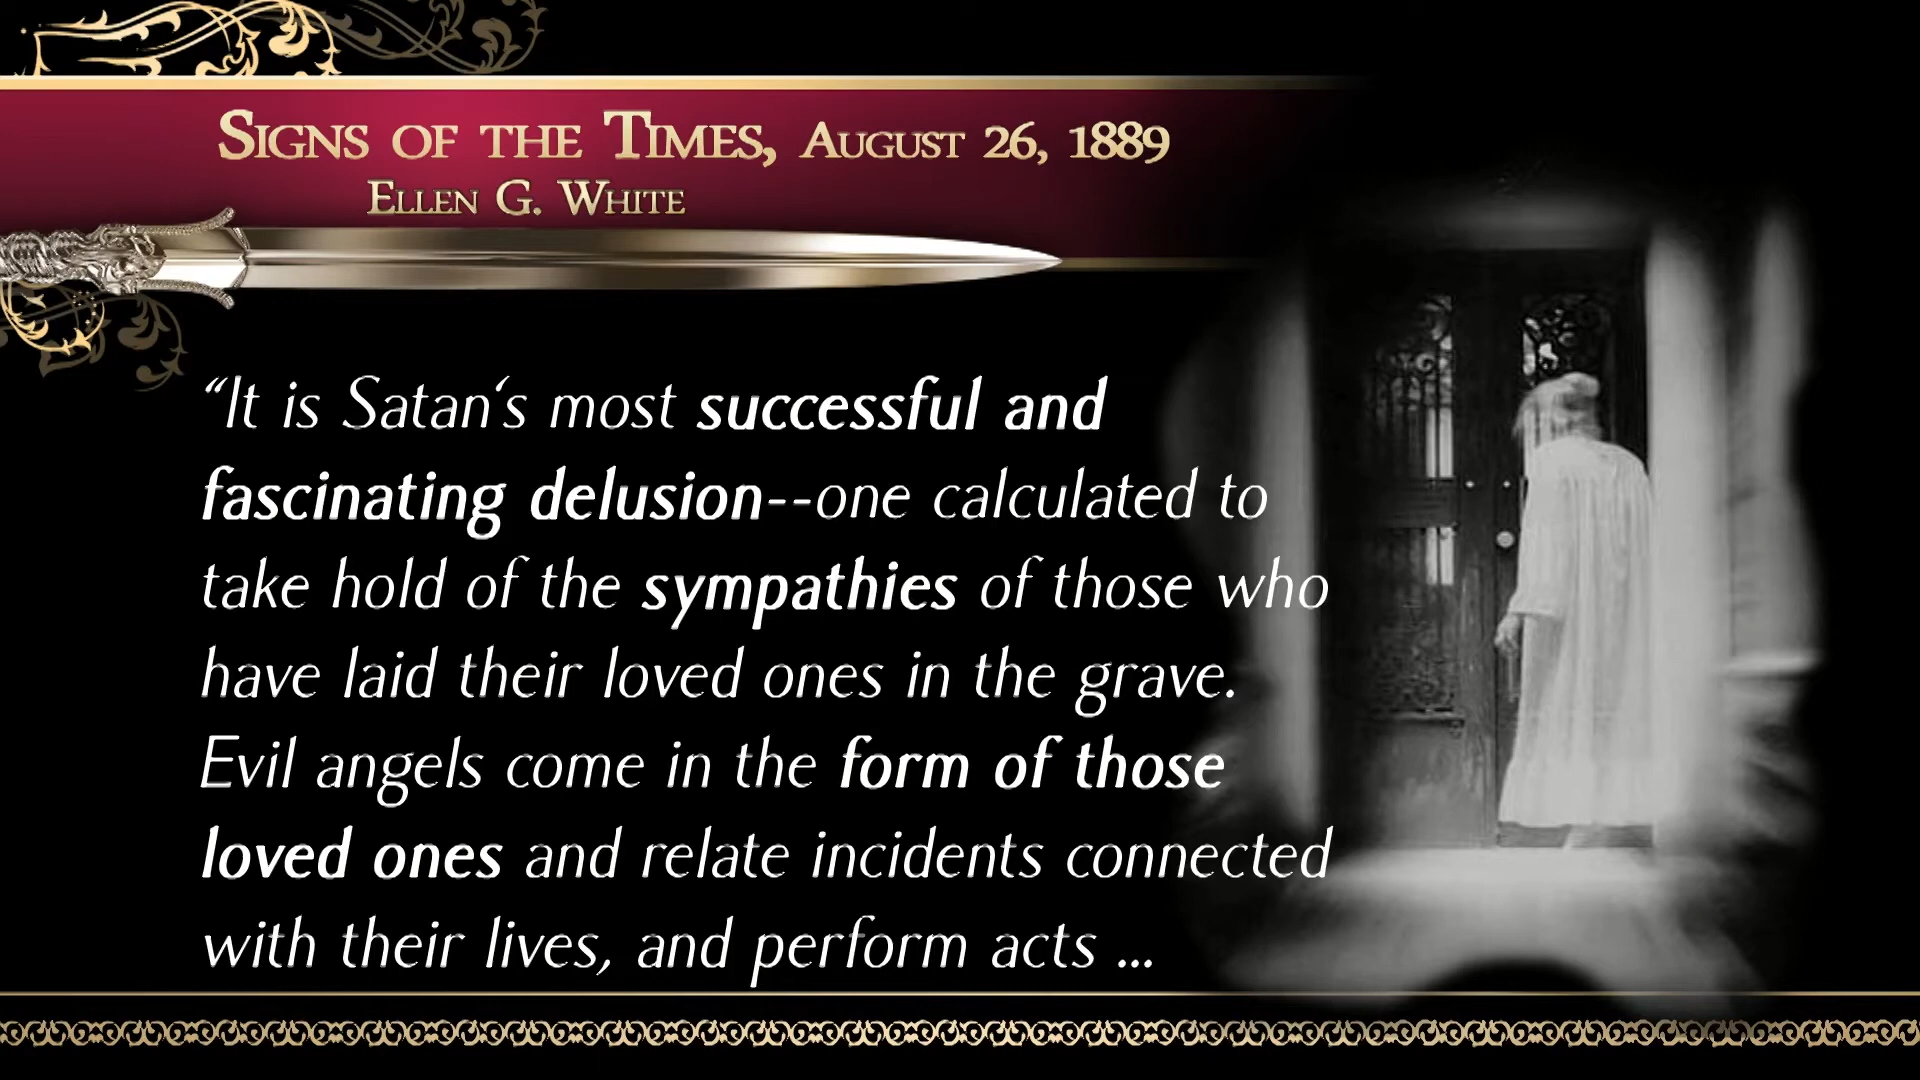 Signs of the Times, August 26, 1889
Ellen G. White
“It is Satan‘s most successful and
fascinating delusion--one calculated to
take hold of the sympathies of those who
have laid their loved ones in the grave.
Evil angels come in the form of those
loved ones and relate incidents connected
with their lives, and perform acts ...